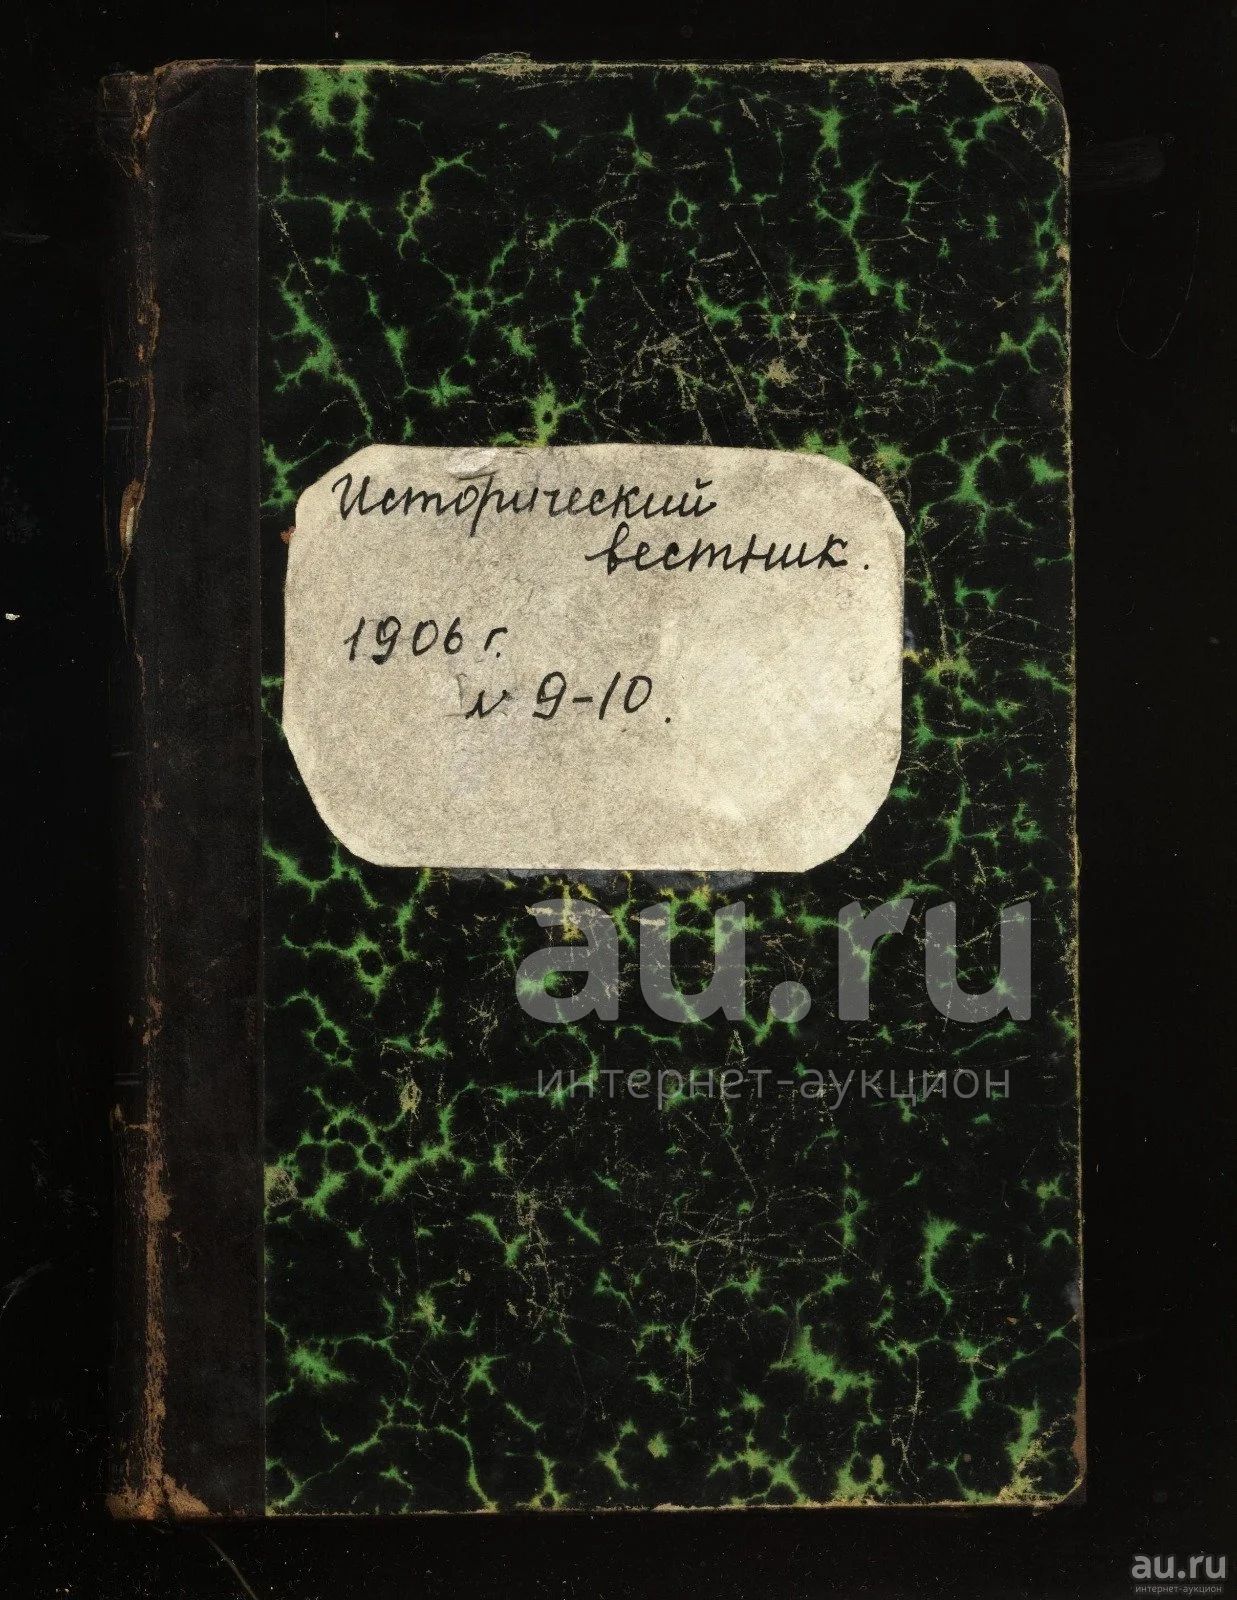 Исторический
вестник.
1906 г.
№ 9-10.
au.ru
интернет-аукцион
au.ru
интернет-аукцион